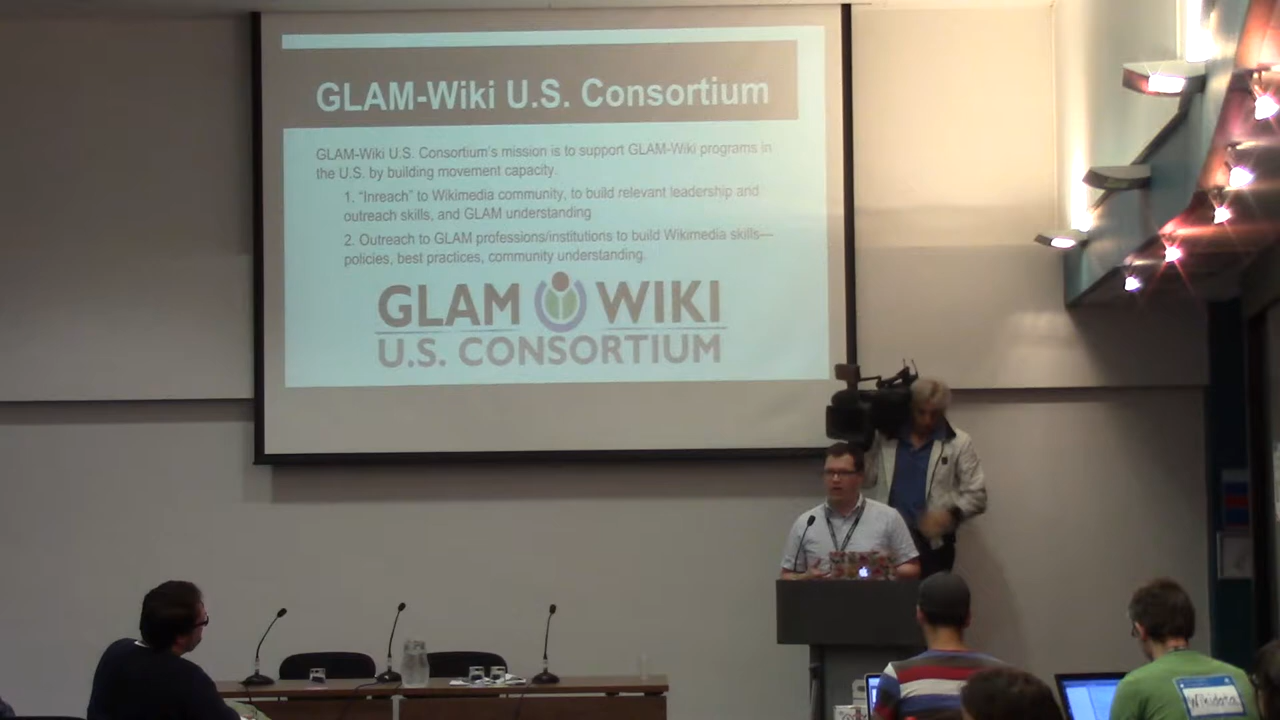 GLAM-Wiki U.S. Consortium
GLAM-Wiki U.S. Consortium's mission is to support GLAM-Wiki programs in
the U.S. by building movement capacity.
1. "Inreach" to Wikimedia community, to build relevant leadership and
outreach skills, and GLAM understanding
2. Outreach to GLAM professions/institutions to build Wikimedia skills—
policies, best practices, community understanding.
GLAM WIKI
U.S. CONSORTIUM
Wikidata